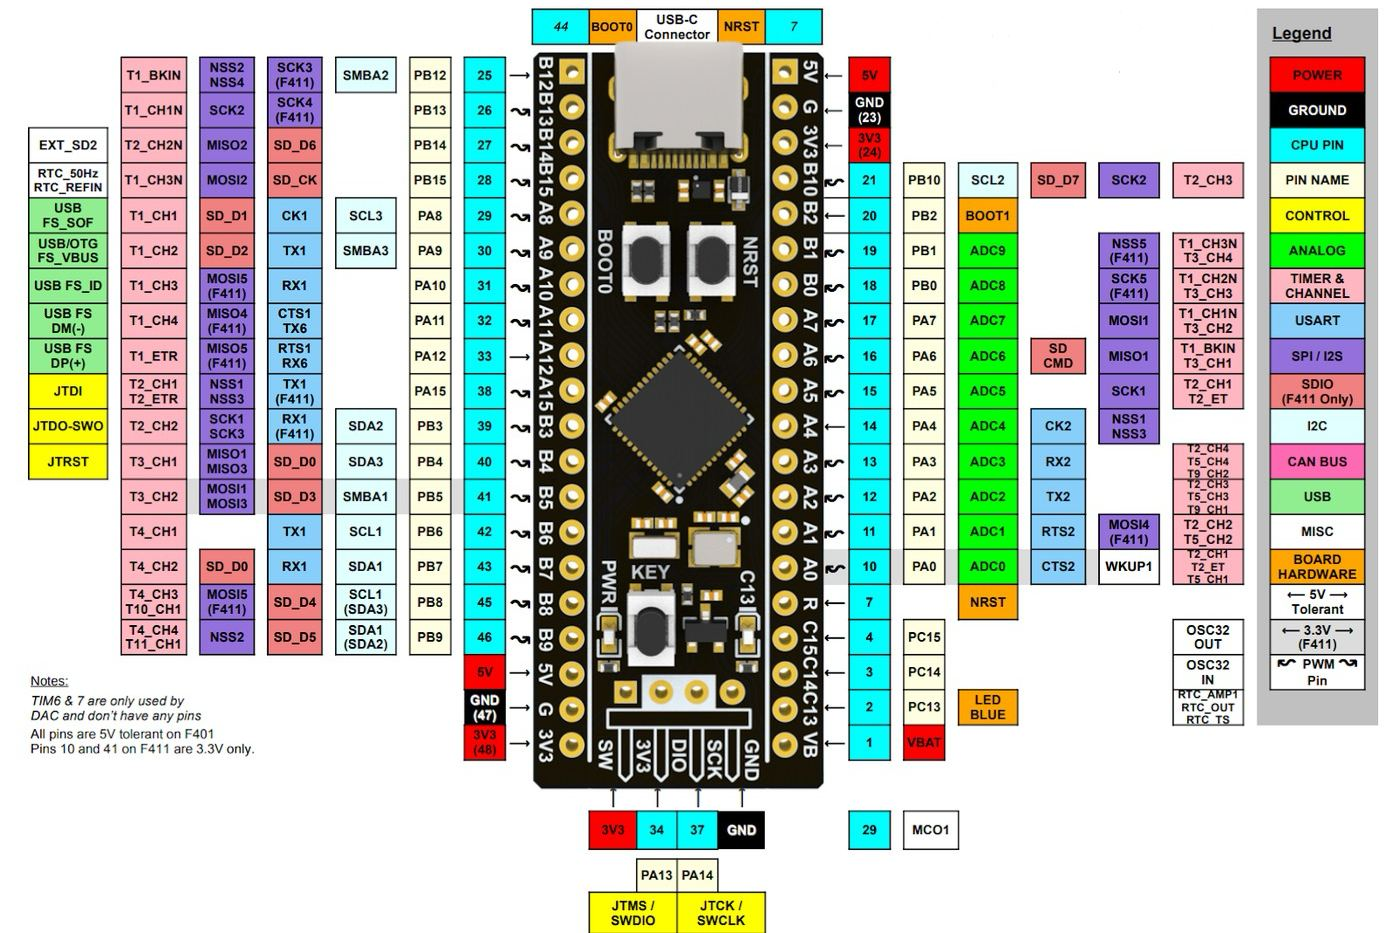 44 BOOT0 USB-C Connector NRST 7
Legend
T1_BKIN NSS2 NSS4 SCK3 (F411) SMBA2 PB12 25 B12 5V 5V POWER
T1_CH1N SCK2 SCK4 (F411) PB13 26 B13 G GND (23) GROUND
EXT_SD2 T2_CH2N MISO2 SD_D6 PB14 27 B14 3V3 3V3 (24) CPU PIN
RTC_50Hz RTC_REFIN T1_CH3N MOSI2 SD_CK PB15 28 B15 B10 21 PB10 SCL2 SD_D7 SCK2 T2_CH3 PIN NAME
USB FS_SOF T1_CH1 SD_D1 CK1 SCL3 PA8 29 A8 B2 20 PB2 BOOT1 CONTROL
USB/OTG FS_VBUS T1_CH2 SD_D2 TX1 SMBA3 PA9 30 A9 BOOT0 NRST B1 19 PB1 ADC9 NSS5 (F411) T1_CH3N T3_CH4 ANALOG
USB FS_ID T1_CH3 MOSI5 (F411) RX1 PA10 31 A10 B0 18 PB0 ADC8 SCK5 (F411) T1_CH2N T3_CH3 TIMER & CHANNEL
USB FS DM(-) T1_CH4 MISO4 (F411) CTS1 TX6 PA11 32 A11 A7 17 PA7 ADC7 MOSI1 T1_CH1N T3_CH2 USART
USB FS DP(+) T1_ETR MISO5 (F411) RTS1 RX6 PA12 33 A12 A6 16 PA6 ADC6 SD CMD MISO1 T1_BKIN T3_CH1 SPI / I2S
JTDI T2_CH1 T2_ETR NSS1 NSS3 TX1 (F411) PA15 38 A15 A5 15 PA5 ADC5 SCK1 T2_CH1 T2_ET SDIO (F411 Only)
JTDO-SWO T2_CH2 SCK1 SCK3 RX1 (F411) SDA2 PB3 39 B3 A4 14 PA4 ADC4 CK2 NSS1 NSS3 I2C
JTRST T3_CH1 MISO1 MISO3 SD_D0 SDA3 PB4 40 B4 A3 13 PA3 ADC3 RX2 T2_CH4 T5_CH4 T9_CH2 CAN BUS
T3_CH2 MOSI1 MOSI3 SD_D3 SMBA1 PB5 41 B5 A2 12 PA2 ADC2 TX2 T2_CH3 T5_CH3 T9_CH1 USB
T4_CH1 TX1 SCL1 PB6 42 B6 A1 11 PA1 ADC1 RTS2 MOSI4 (F411) T2_CH2 T5_CH2 MISC
T4_CH2 SD_D0 RX1 SDA1 PB7 43 B7 PWR KEY C13 A0 10 PA0 ADC0 CTS2 WKUP1 T2_CH1 T2_ET T5_CH1 BOARD HARDWARE
T4_CH3 T10_CH1 MOSI5 (F411) SD_D4 SCL1 (SDA3) PB8 45 B8 R 7 NRST ← 5V → Tolerant
T4_CH4 T11_CH1 NSS2 SD_D5 SDA1 (SDA2) PB9 46 B9 C15 4 PC15 OSC32 OUT ← 3.3V → (F411)
5V 5V C14 3 PC14 OSC32 IN PWM Pin
GND (47) G C13 2 PC13 LED BLUE RTC_AMP1 RTC_OUT RTC_TS
3V3 (48) 3V3 SW 3V3 DIO SCK GND VB 1 VBAT
Notes:
TIM6 & 7 are only used by
DAC and don't have any pins
All pins are 5V tolerant on F401
Pins 10 and 41 on F411 are 3.3V only.
3V3 34 37 GND 29 MCO1
PA13 PA14
JTMS / SWDIO JTCK / SWCLK